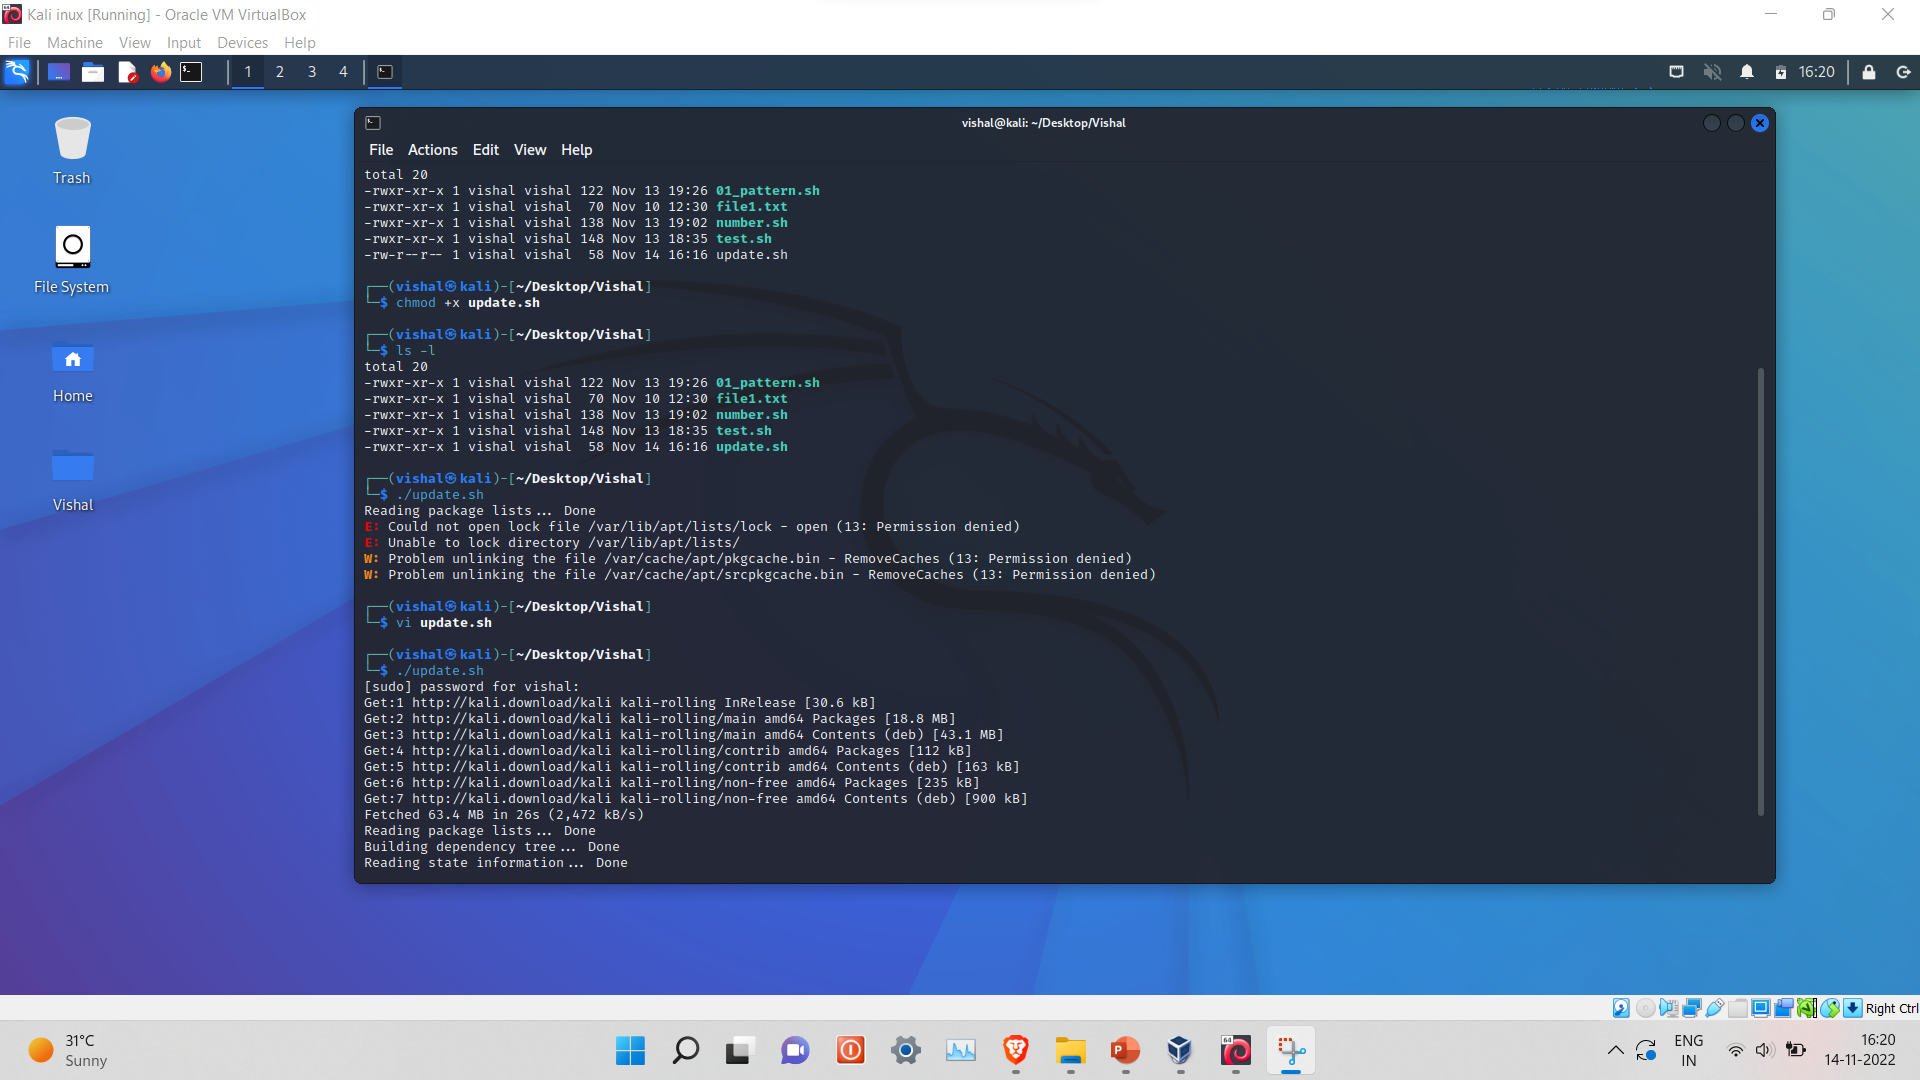 Kali inux [Running] - Oracle VM VirtualBox
File Machine View Input Devices Help
1 2 3 4
16:20
Trash
File System
Home
Vishal
vishal@kali: ~/Desktop/Vishal
File Actions Edit View Help
total 20
-rwxr-xr-x 1 vishal vishal 122 Nov 13 19:26 01_pattern.sh
-rwxr-xr-x 1 vishal vishal  70 Nov 10 12:30 file1.txt
-rwxr-xr-x 1 vishal vishal 138 Nov 13 19:02 number.sh
-rwxr-xr-x 1 vishal vishal 148 Nov 13 18:35 test.sh
-rw-r--r-- 1 vishal vishal  58 Nov 14 16:16 update.sh
┌──(vishal㉿kali)-[~/Desktop/Vishal]
└─$ chmod +x update.sh
┌──(vishal㉿kali)-[~/Desktop/Vishal]
└─$ ls -l
total 20
-rwxr-xr-x 1 vishal vishal 122 Nov 13 19:26 01_pattern.sh
-rwxr-xr-x 1 vishal vishal  70 Nov 10 12:30 file1.txt
-rwxr-xr-x 1 vishal vishal 138 Nov 13 19:02 number.sh
-rwxr-xr-x 1 vishal vishal 148 Nov 13 18:35 test.sh
-rwxr-xr-x 1 vishal vishal  58 Nov 14 16:16 update.sh
┌──(vishal㉿kali)-[~/Desktop/Vishal]
└─$ ./update.sh
Reading package lists... Done
E: Could not open lock file /var/lib/apt/lists/lock - open (13: Permission denied)
E: Unable to lock directory /var/lib/apt/lists/
W: Problem unlinking the file /var/cache/apt/pkgcache.bin - RemoveCaches (13: Permission denied)
W: Problem unlinking the file /var/cache/apt/srcpkgcache.bin - RemoveCaches (13: Permission denied)
┌──(vishal㉿kali)-[~/Desktop/Vishal]
└─$ vi update.sh
┌──(vishal㉿kali)-[~/Desktop/Vishal]
└─$ ./update.sh
[sudo] password for vishal:
Get:1 http://kali.download/kali kali-rolling InRelease [30.6 kB]
Get:2 http://kali.download/kali kali-rolling/main amd64 Packages [18.8 MB]
Get:3 http://kali.download/kali kali-rolling/main amd64 Contents (deb) [43.1 MB]
Get:4 http://kali.download/kali kali-rolling/contrib amd64 Packages [112 kB]
Get:5 http://kali.download/kali kali-rolling/contrib amd64 Contents (deb) [163 kB]
Get:6 http://kali.download/kali kali-rolling/non-free amd64 Packages [235 kB]
Get:7 http://kali.download/kali kali-rolling/non-free amd64 Contents (deb) [900 kB]
Fetched 63.4 MB in 26s (2,472 kB/s)
Reading package lists... Done
Building dependency tree... Done
Reading state information... Done
Right Ctrl
31°C
Sunny
64
ENG
IN
16:20
14-11-2022